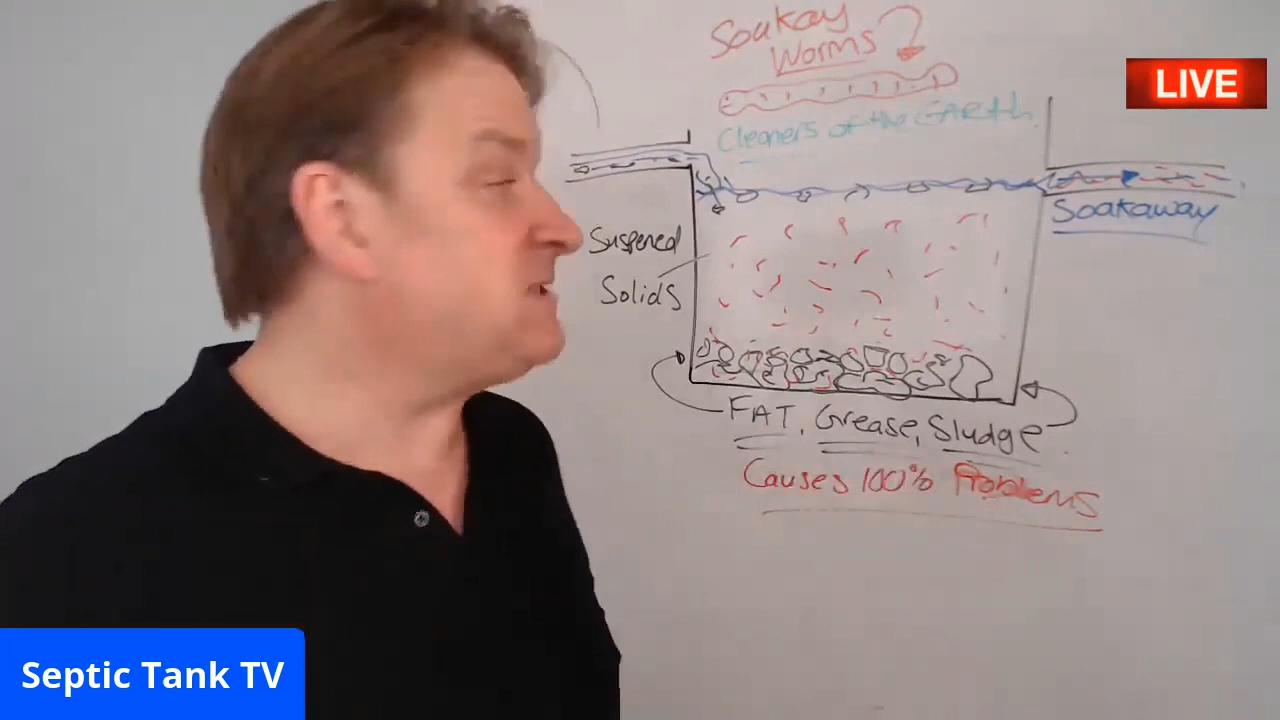 Soakay
Worms
LIVE
Cleaners of the EARth.
Soakaway
Suspened
Solids
FAT, Grease, Sludge
Causes 100% Problems
Septic Tank TV